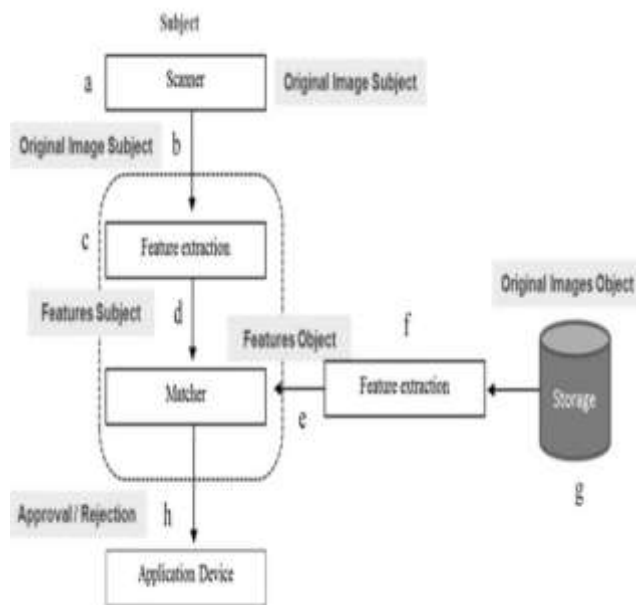 Subject
a
Scanner
Original Image Subject
Original Image Subject
b
c
Feature extraction
Original Images Object
Features Subject
d
Features Object
f
Matcher
e
Feature extraction
Storage
g
Approval / Rejection
h
Application Device